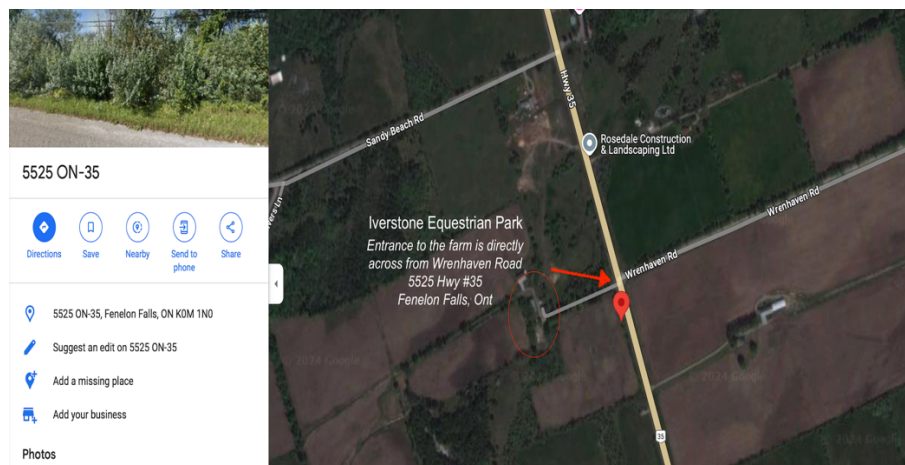 5525 ON-35
Directions
Save
Nearby
Send to
phone
Share
5525 ON-35, Fenelon Falls, ON K0M 1N0
Suggest an edit on 5525 ON-35
Add a missing place
Add your business
Photos
Sandy Beach Rd
Hwy 35
Rosedale Construction
& Landscaping Ltd
Wrenhaven Rd
Iverstone Equestrian Park
Entrance to the farm is directly
across from Wrenhaven Road
5525 Hwy #35
Fenelon Falls, Ont
Wrenhaven Rd
35
© 2024 Google
© 2024 Google